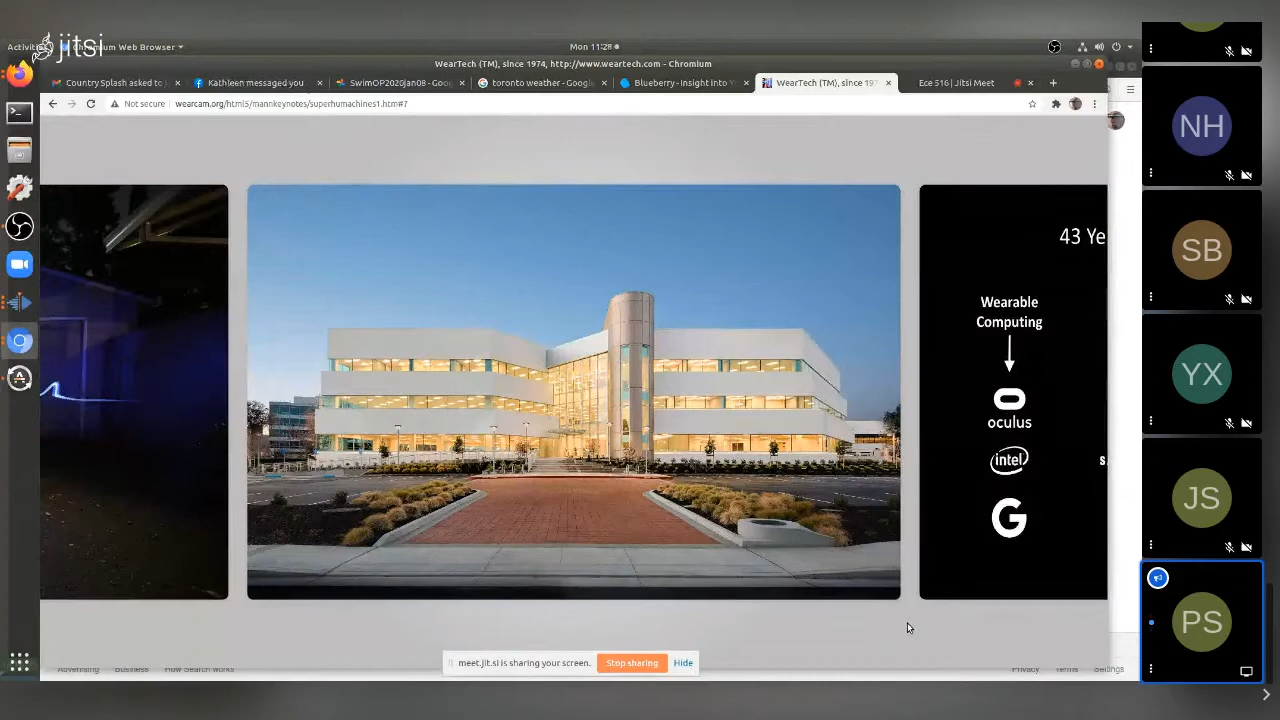 Activities
Chromium Web Browser
jitsi
Mon 11:28
WearTech (TM), since 1974, http://www.weartech.com - Chromium
Country Splash asked to j
Kathleen messaged you
SwimOP2020Jan08 - Goo
toronto weather - Google
Blueberry - Insight into Yo
WearTech (TM), since 197
Ece 516 | Jitsi Meet
Not secure
wearcam.org/html5/mannkeynotes/superhumachines1.htm#7
43 Ye
Wearable
Computing
oculus
intel
G
s
NH
SB
YX
JS
PS
meet.jit.si is sharing your screen.
Stop sharing
Hide
Advertising
Business
How Search works
Privacy
Terms
Settings